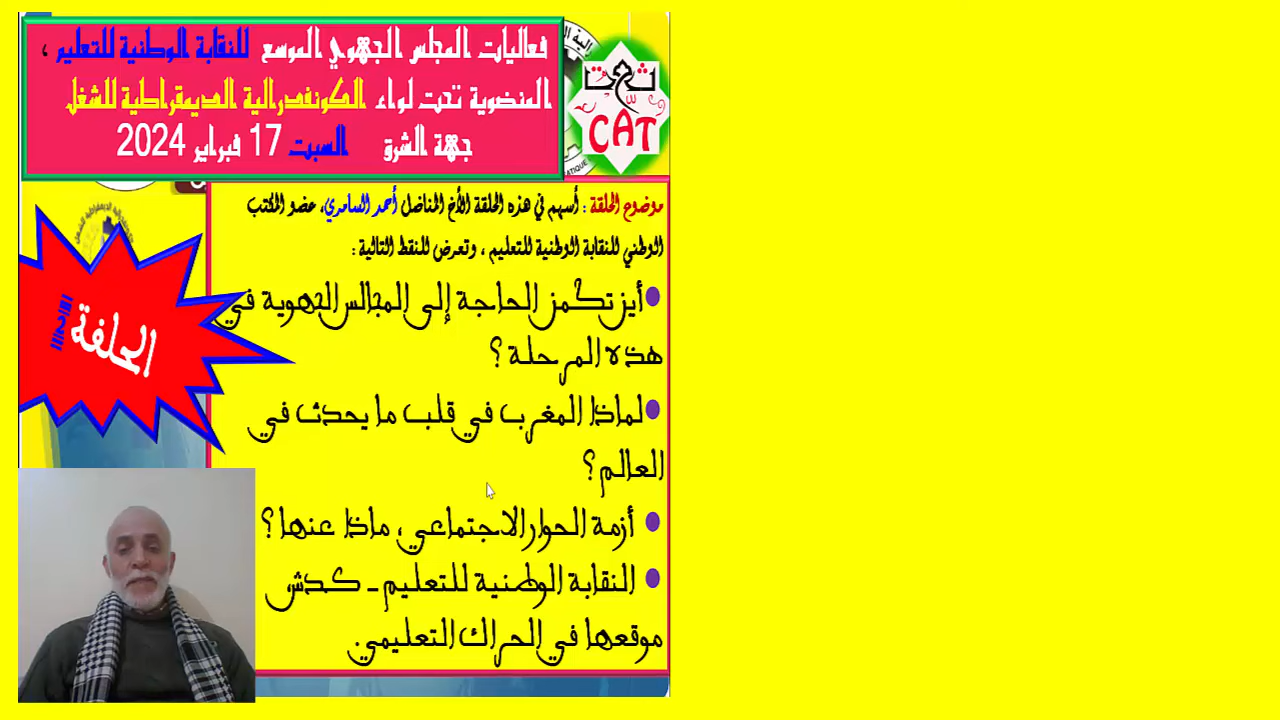 فعاليات المجلس الجهوي الموسع للنقابة الوطنية للتعليم ،
المنضوية تحت لواء الكونفدرالية الديمقراطية للشغل
جهة الشرق السبت 17 فبراير 2024
CAT
موضوع الحلقة : أسهم في هذه الحلقة الأخ المناضل أحمد السامري، عضو المكتب
الوطني للنقابة الوطنية للتعليم ، وتعرض للنقط التالية :
أين تكمن الحاجة إلى المجالس الجهوية في
هذه المرحلة ؟
لماذا المغرب في قلب ما يحدث في
العالم ؟
أزمة الحوار الاجتماعي، ماذا عنها ؟
النقابة الوطنية للتعليم - كدش
موقعها في الحراك التعليمي.
الحلقة